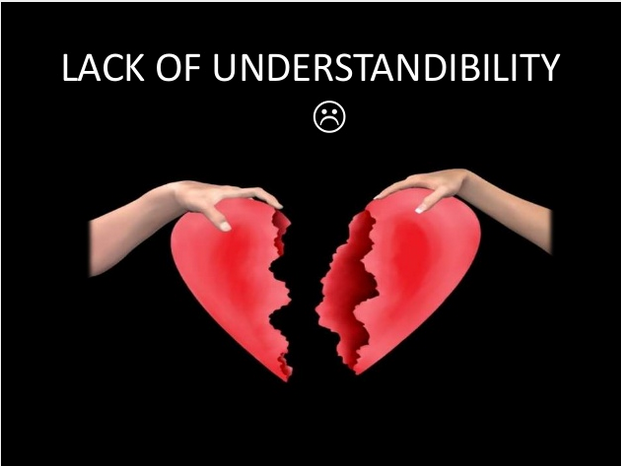 LACK OF UNDERSTANDIBILITY
☹